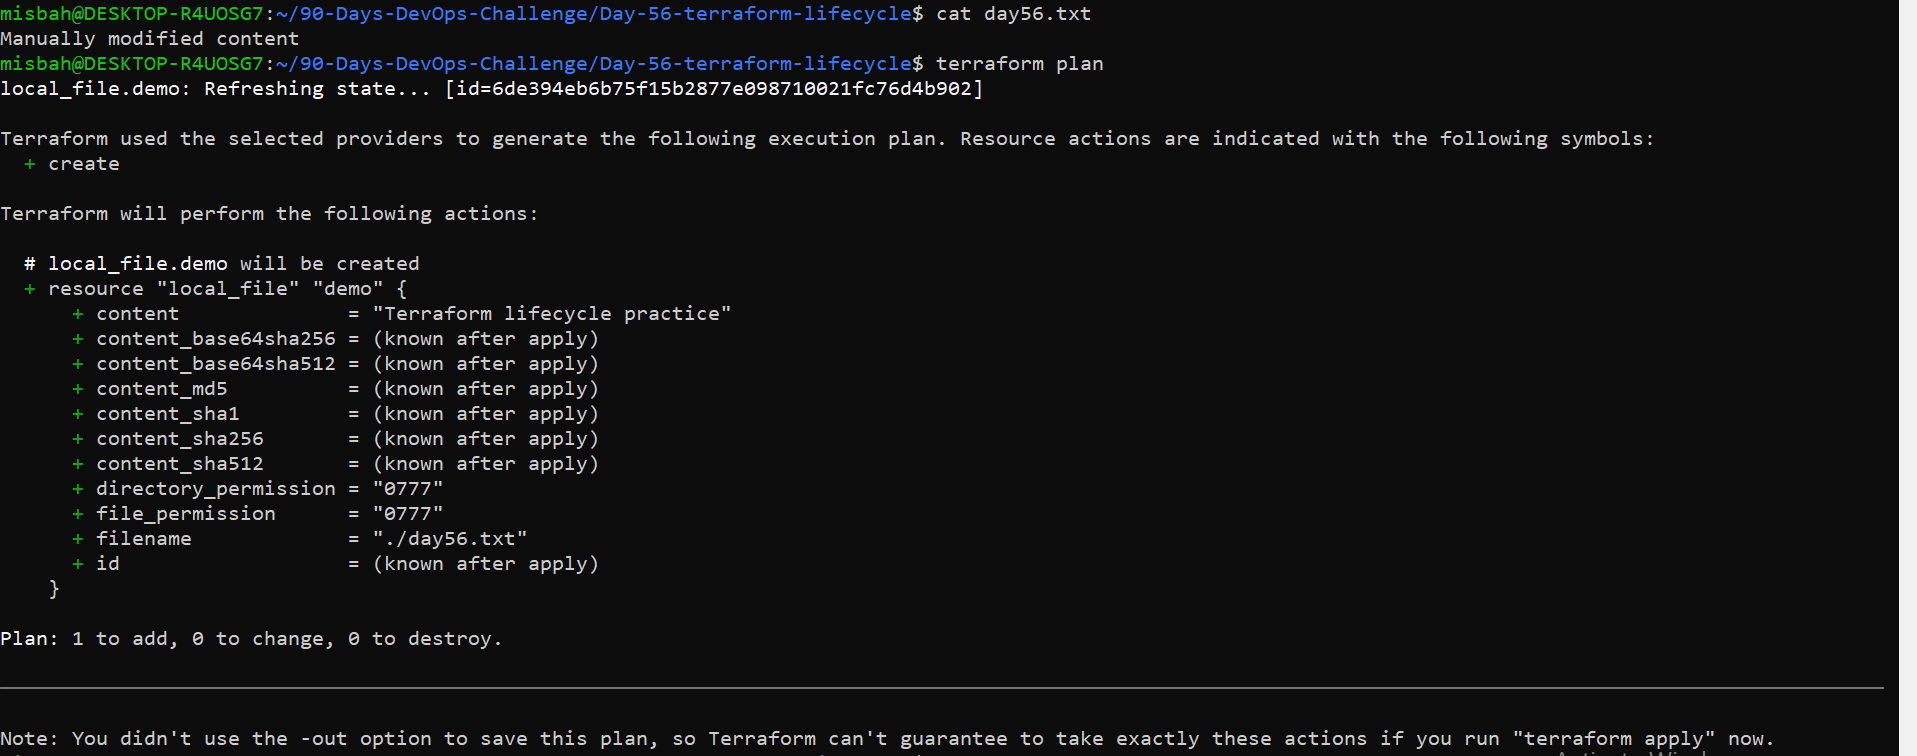 misbah@DESKTOP-R4UOSG7:~/90-Days-DevOps-Challenge/Day-56-terraform-lifecycle$ cat day56.txt
Manually modified content
misbah@DESKTOP-R4UOSG7:~/90-Days-DevOps-Challenge/Day-56-terraform-lifecycle$ terraform plan
local_file.demo: Refreshing state... [id=6de394eb6b75f15b2877e098710021fc76d4b902]

Terraform used the selected providers to generate the following execution plan. Resource actions are indicated with the following symbols:
  + create

Terraform will perform the following actions:

  # local_file.demo will be created
  + resource "local_file" "demo" {
      + content              = "Terraform lifecycle practice"
      + content_base64sha256 = (known after apply)
      + content_base64sha512 = (known after apply)
      + content_md5          = (known after apply)
      + content_sha1         = (known after apply)
      + content_sha256       = (known after apply)
      + content_sha512       = (known after apply)
      + directory_permission = "0777"
      + file_permission      = "0777"
      + filename             = "./day56.txt"
      + id                   = (known after apply)
    }

Plan: 1 to add, 0 to change, 0 to destroy.

Note: You didn't use the -out option to save this plan, so Terraform can't guarantee to take exactly these actions if you run "terraform apply" now.